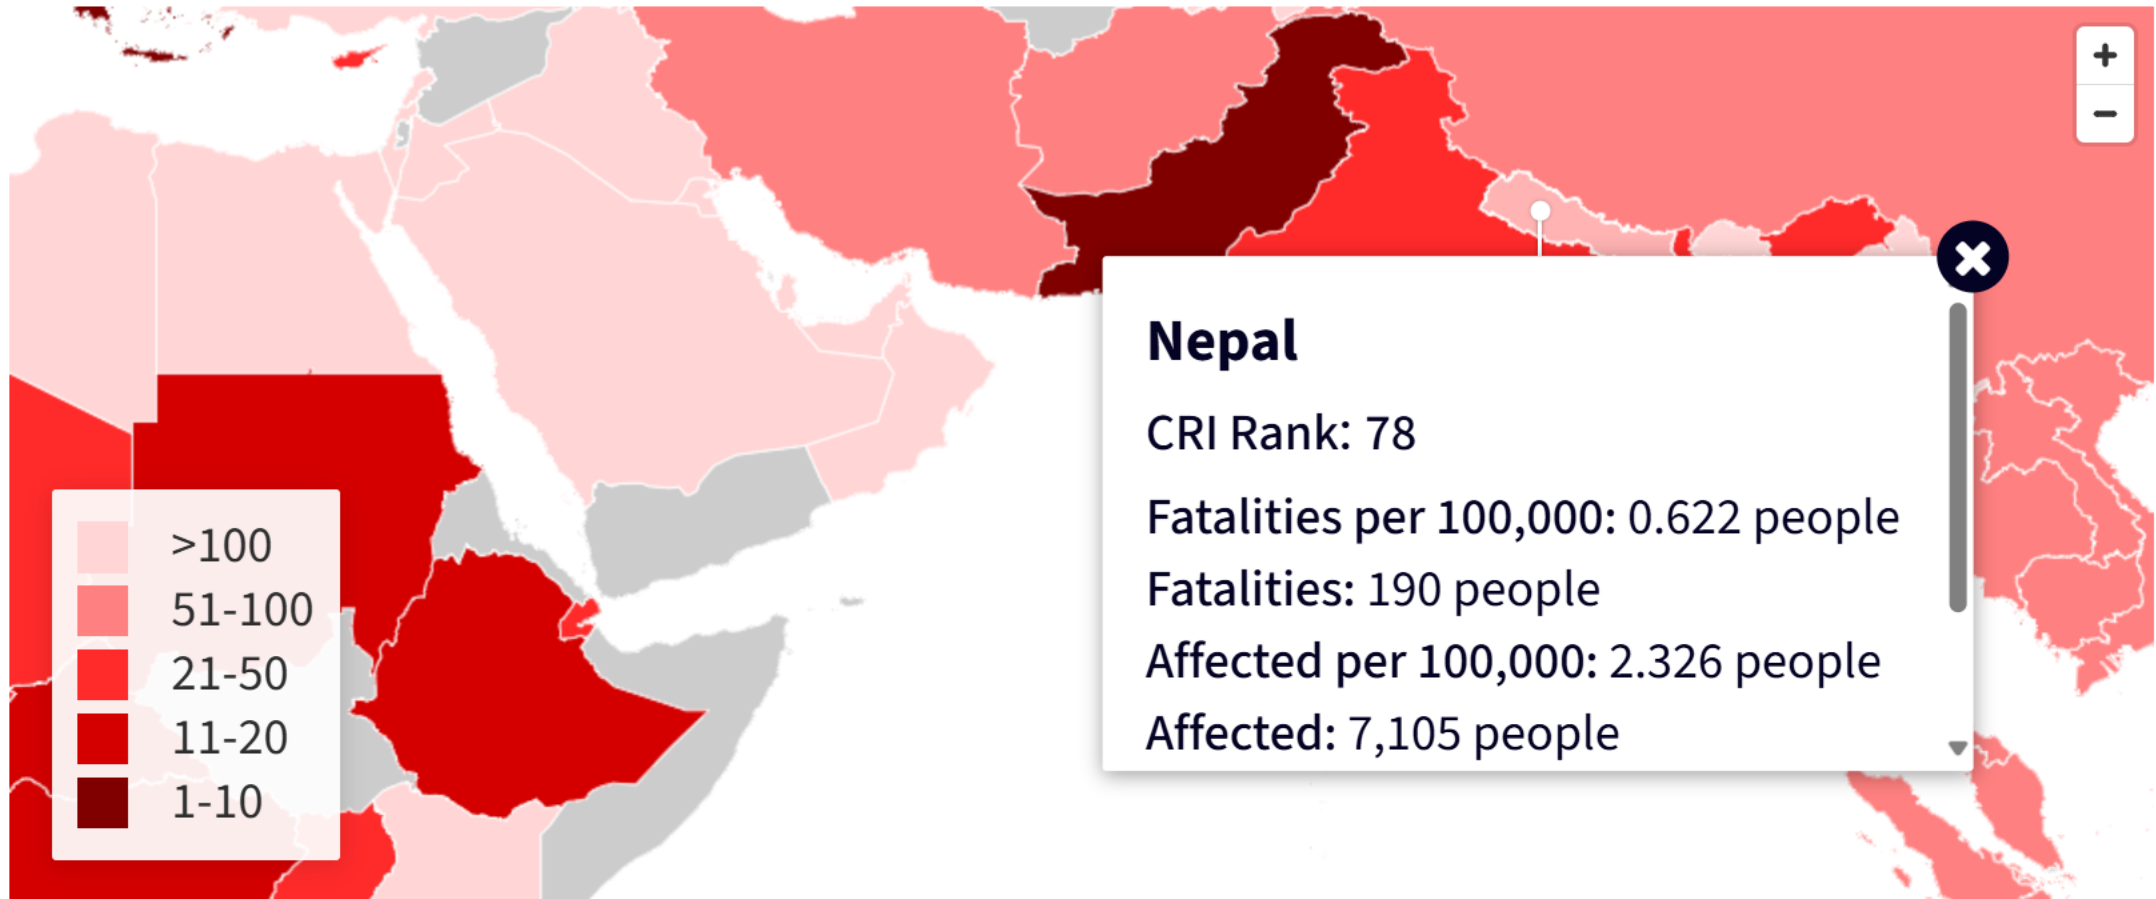 +
−
Nepal
CRI Rank: 78
Fatalities per 100,000: 0.622 people
Fatalities: 190 people
Affected per 100,000: 2.326 people
Affected: 7,105 people
>100
51-100
21-50
11-20
1-10